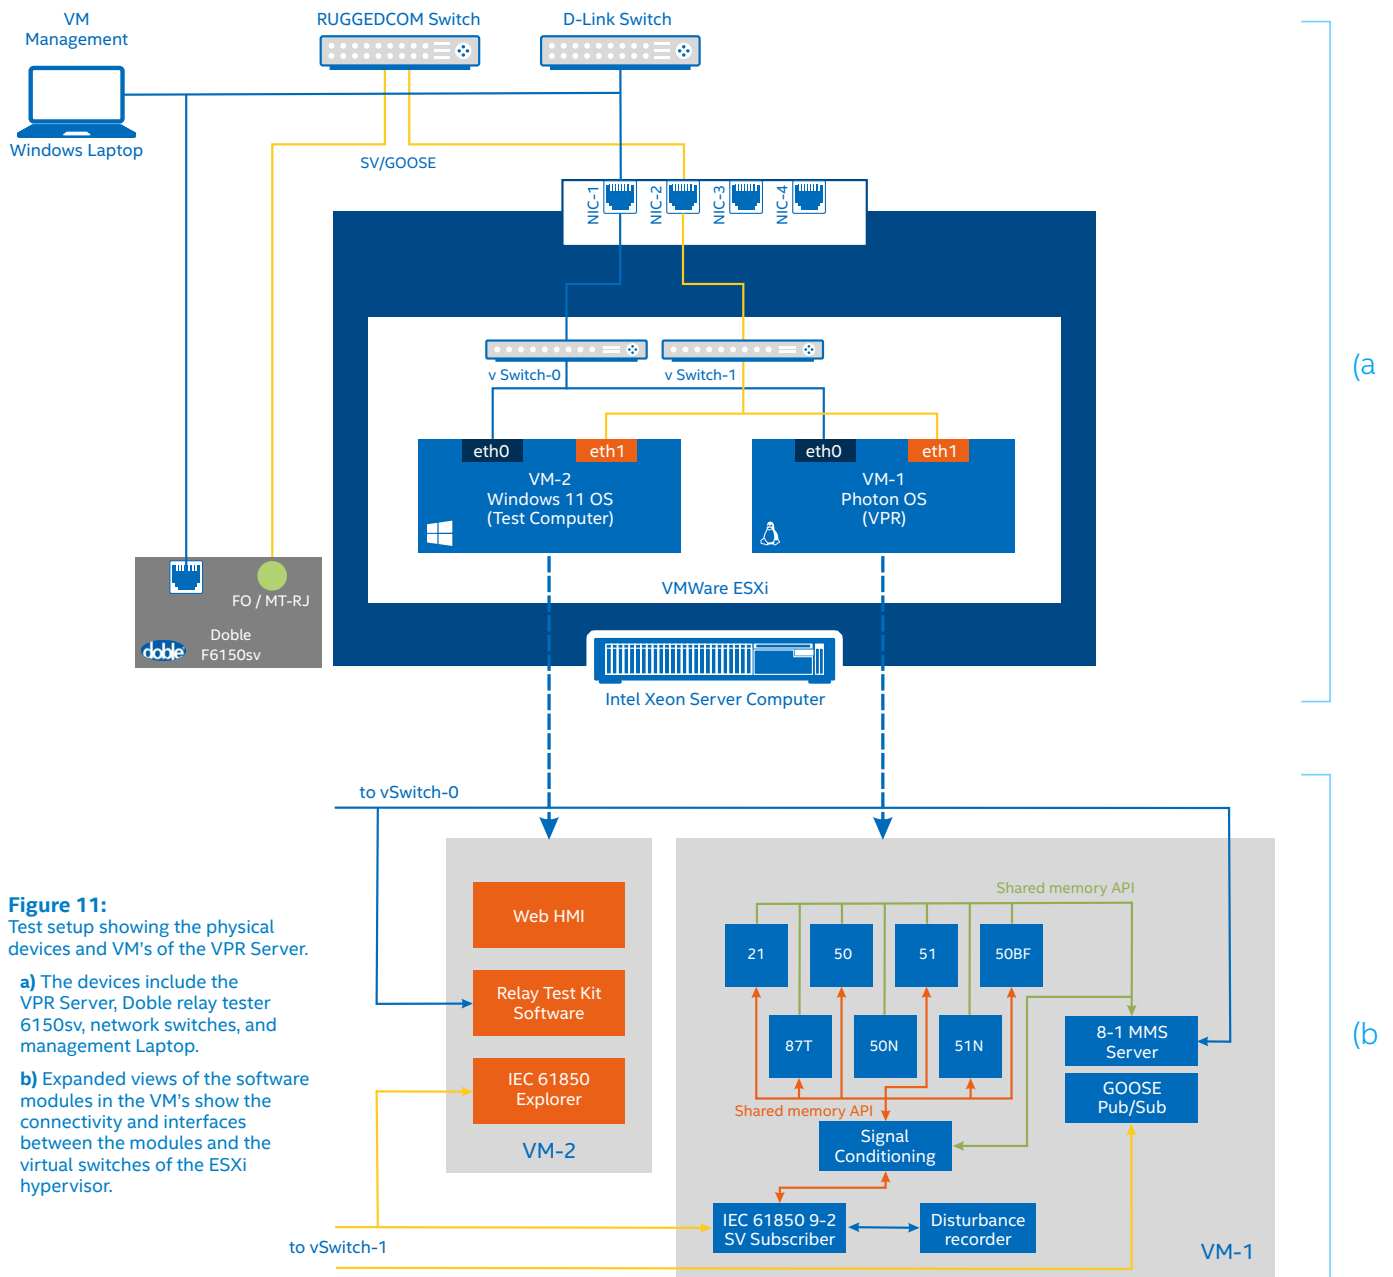 VM
Management
RUGGEDCOM Switch
D-Link Switch
Windows Laptop
SV/GOOSE
NIC-1
NIC-2
NIC-3
NIC-4
v Switch-0
v Switch-1
eth0
eth1
eth0
eth1
VM-2
Windows 11 OS
(Test Computer)
VM-1
Photon OS
(VPR)
VMWare ESXi
FO / MT-RJ
Doble
F6150sv
doble
Intel Xeon Server Computer
(a
to vSwitch-0
Figure 11:
Test setup showing the physical
devices and VM's of the VPR Server.
a) The devices include the
VPR Server, Doble relay tester
6150sv, network switches, and
management Laptop.
b) Expanded views of the software
modules in the VM's show the
connectivity and interfaces
between the modules and the
virtual switches of the ESXi
hypervisor.
Web HMI
Relay Test Kit
Software
IEC 61850
Explorer
VM-2
Shared memory API
21
50
51
50BF
87T
50N
51N
Shared memory API
8-1 MMS
Server
GOOSE
Pub/Sub
Signal
Conditioning
IEC 61850 9-2
SV Subscriber
Disturbance
recorder
VM-1
to vSwitch-1
(b